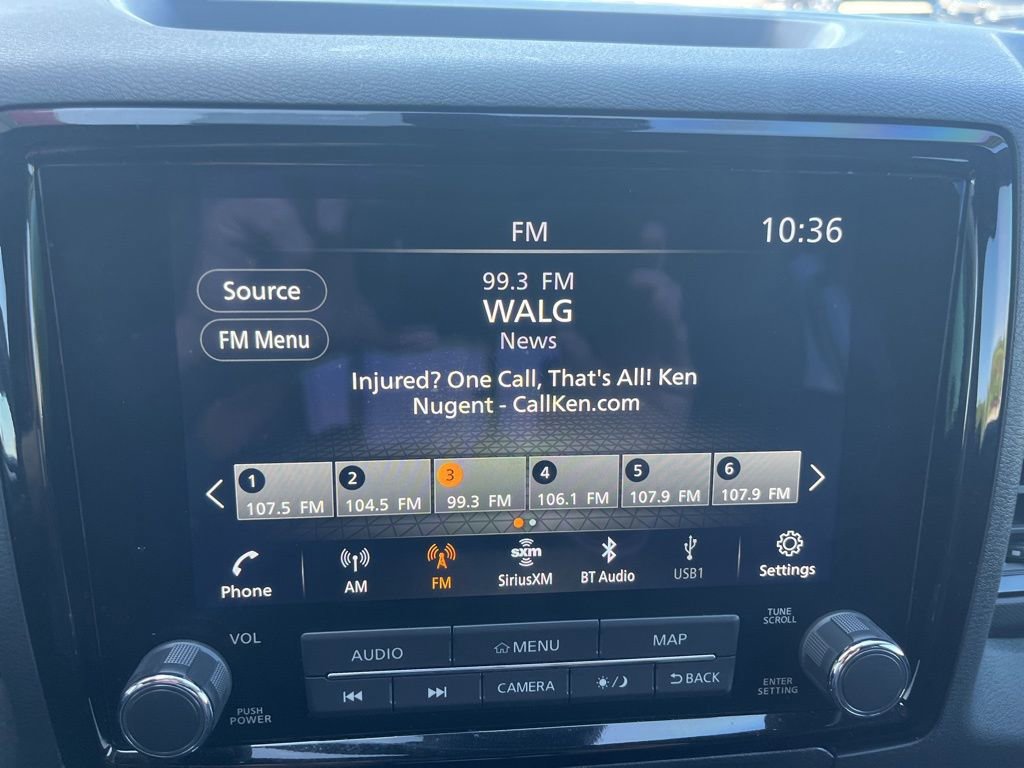 FM
10:36
Source
FM Menu
99.3 FM
WALG
News
Injured? One Call, That's All! Ken
Nugent - CallKen.com
1
107.5 FM
2
104.5 FM
3
99.3 FM
4
106.1 FM
5
107.9 FM
6
107.9 FM
Phone
AM
FM
sxm
SiriusXM
BT Audio
USB1
Settings
VOL
PUSH
POWER
AUDIO
MENU
MAP
CAMERA
BACK
TUNE
SCROLL
ENTER
SETTING